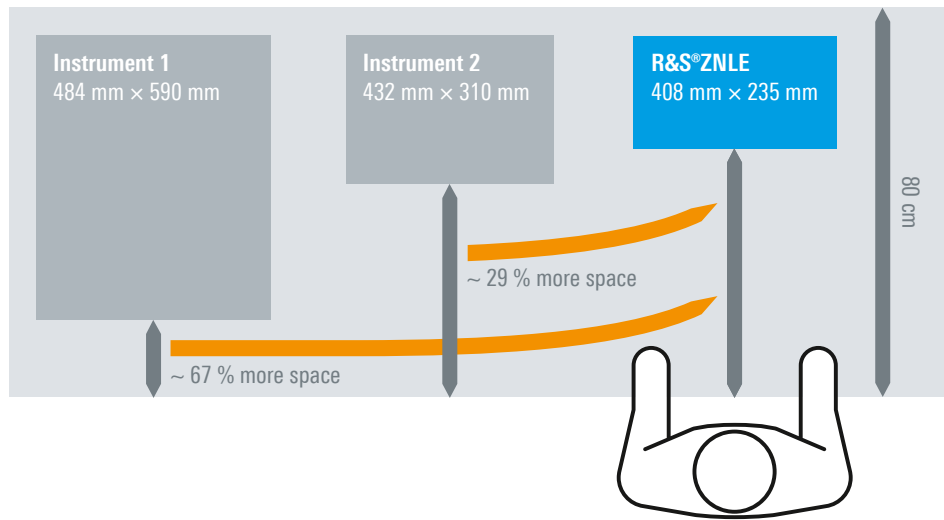 Instrument 1
484 mm × 590 mm
Instrument 2
432 mm × 310 mm
R&S®ZNLE
408 mm × 235 mm
80 cm
~ 29 % more space
~ 67 % more space